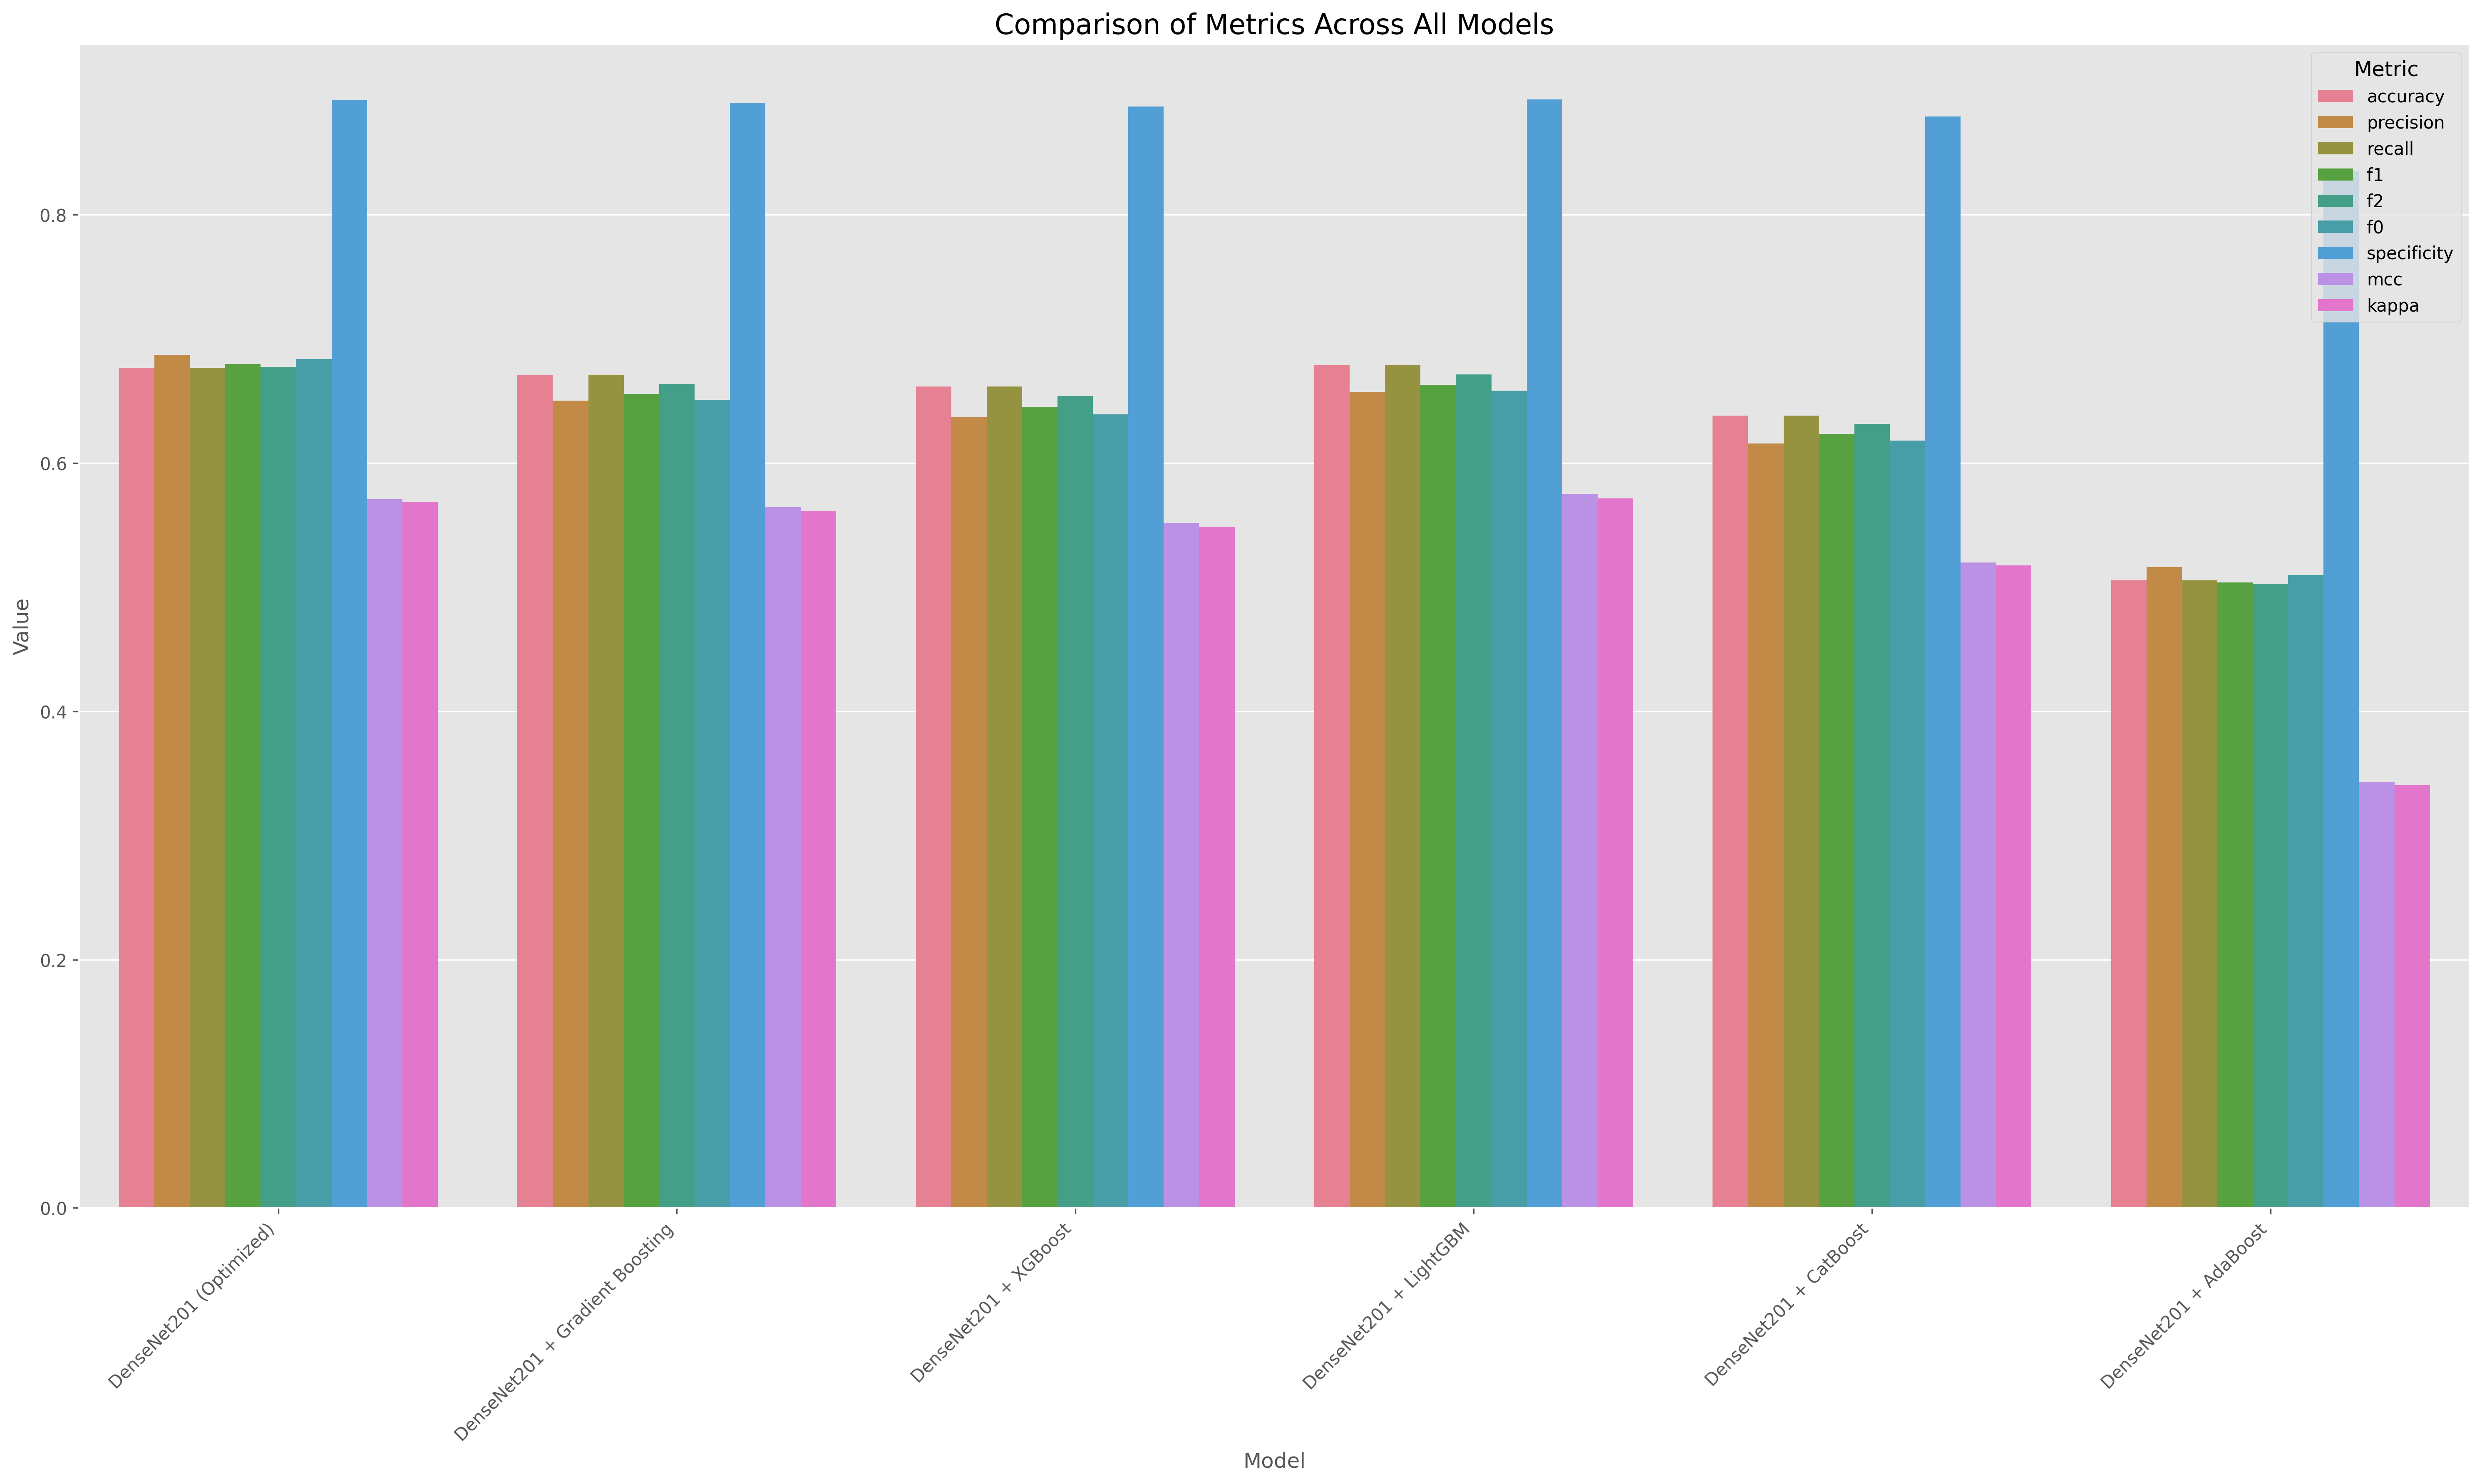 Comparison of Metrics Across All Models
Metric
accuracy
precision
recall
f1
f2
f0
specificity
mcc
kappa
Value
0.8
0.6
0.4
0.2
0.0
DenseNet201 (Optimized)
DenseNet201 + Gradient Boosting
DenseNet201 + XGBoost
DenseNet201 + LightGBM
DenseNet201 + CatBoost
DenseNet201 + AdaBoost
Model